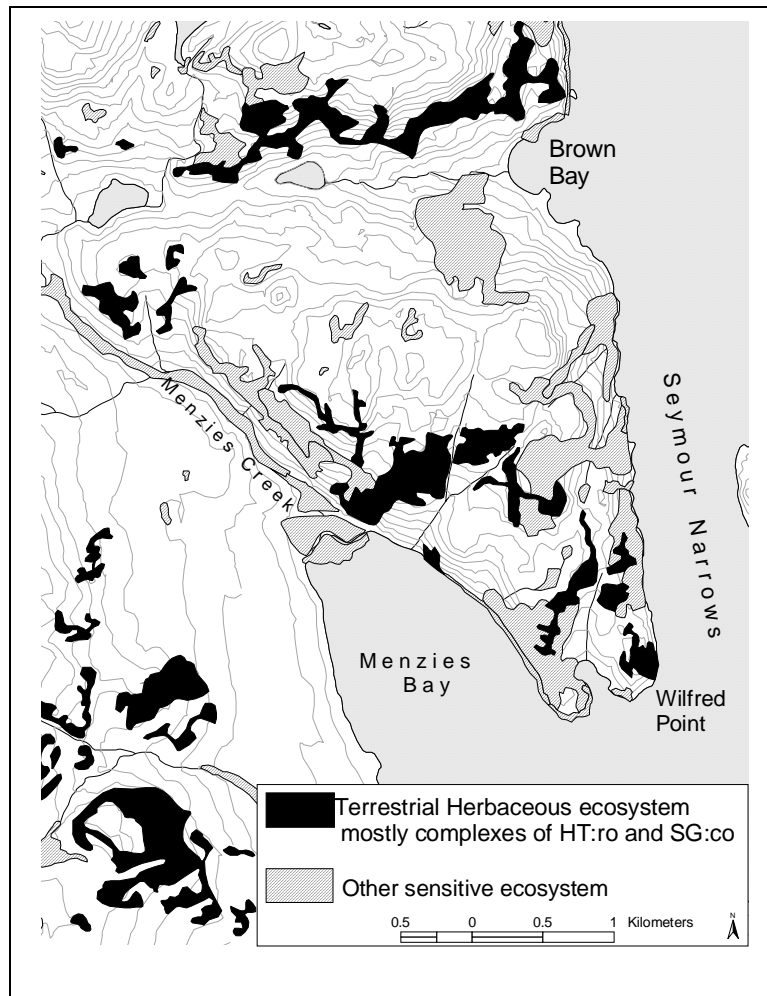 Brown
Bay
Menzies Creek
Seymour Narrows
Menzies
Bay
Wilfred
Point
Terrestrial Herbaceous ecosystem
mostly complexes of HT:ro and SG:co
Other sensitive ecosystem
0.5 0 0.5 1 Kilometers
N